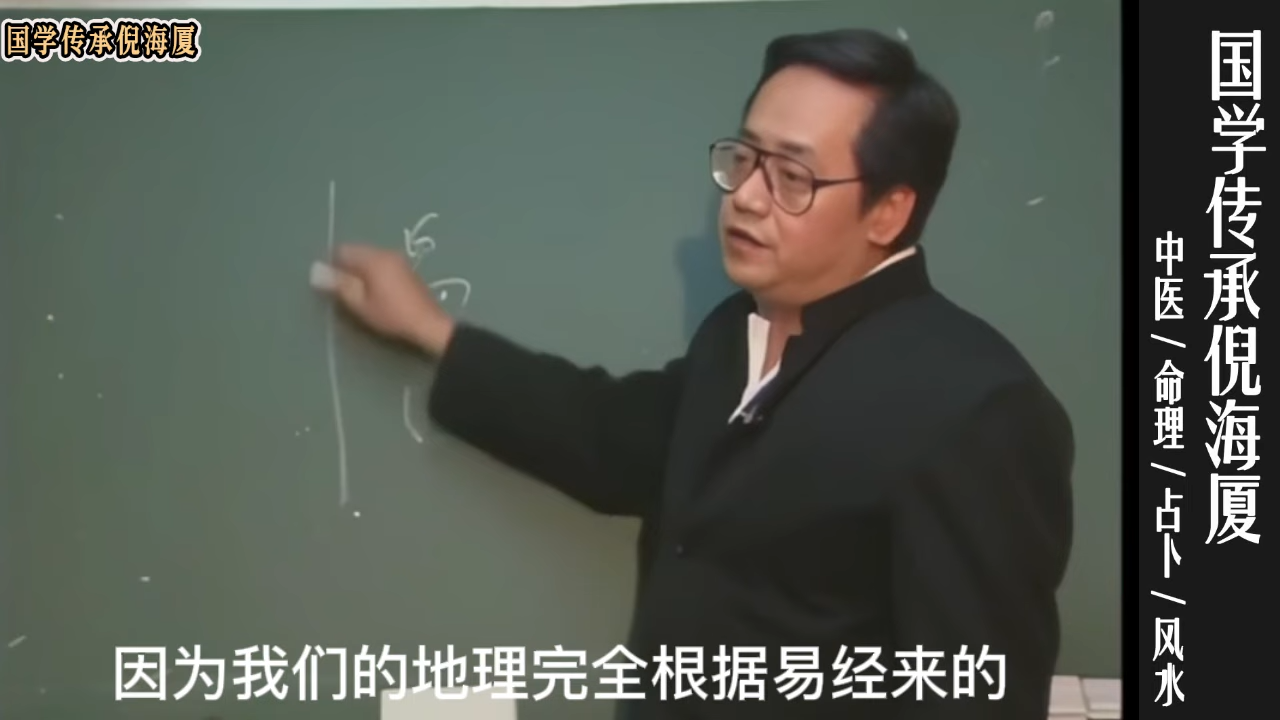 国学传承倪海厦
国学传承倪海厦
中医/命理/占卜/风水
因为我们的地理完全根据易经来的